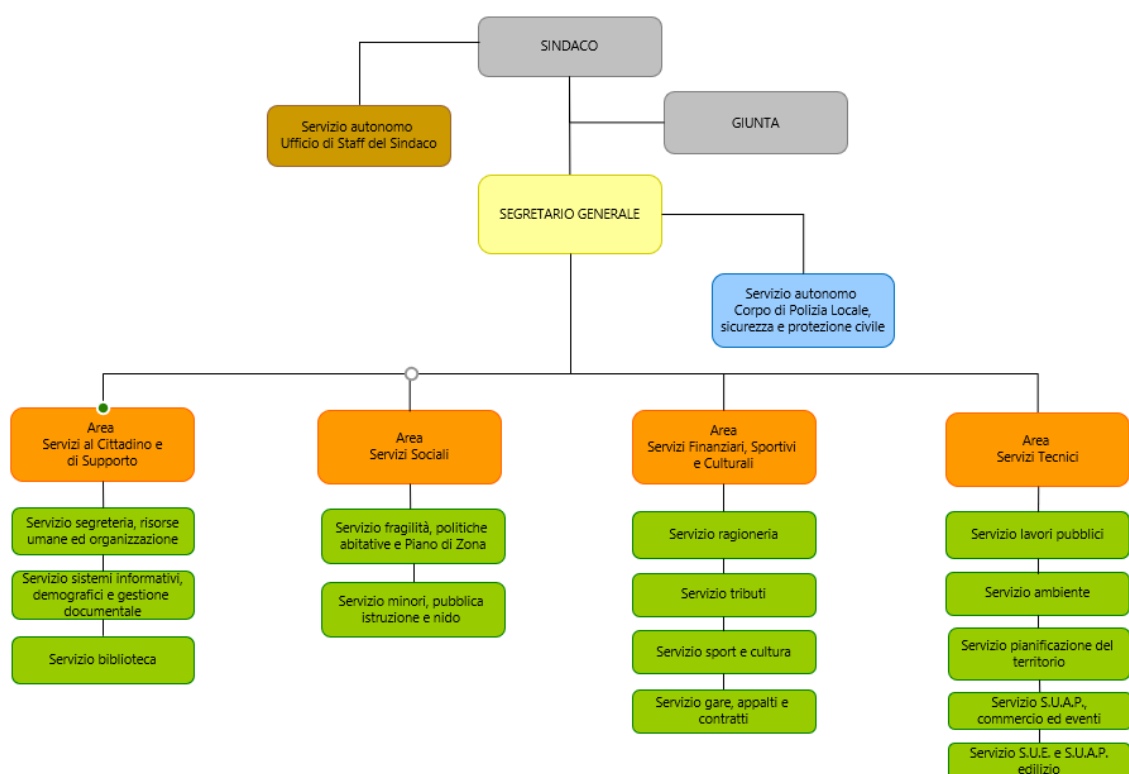 SINDACO
Servizio autonomo
Ufficio di Staff del Sindaco
GIUNTA
SEGRETARIO GENERALE
Servizio autonomo
Corpo di Polizia Locale,
sicurezza e protezione civile
Area
Servizi al Cittadino e
di Supporto
Area
Servizi Sociali
Area
Servizi Finanziari, Sportivi
e Culturali
Area
Servizi Tecnici
Servizio segreteria, risorse
umane ed organizzazione
Servizio sistemi informativi,
demografici e gestione
documentale
Servizio biblioteca
Servizio fragilità, politiche
abitative e Piano di Zona
Servizio minori, pubblica
istruzione e nido
Servizio ragioneria
Servizio tributi
Servizio sport e cultura
Servizio gare, appalti e
contratti
Servizio lavori pubblici
Servizio ambiente
Servizio pianificazione del
territorio
Servizio S.U.A.P.,
commercio ed eventi
Servizio S.U.E. e S.U.A.P.
edilizio